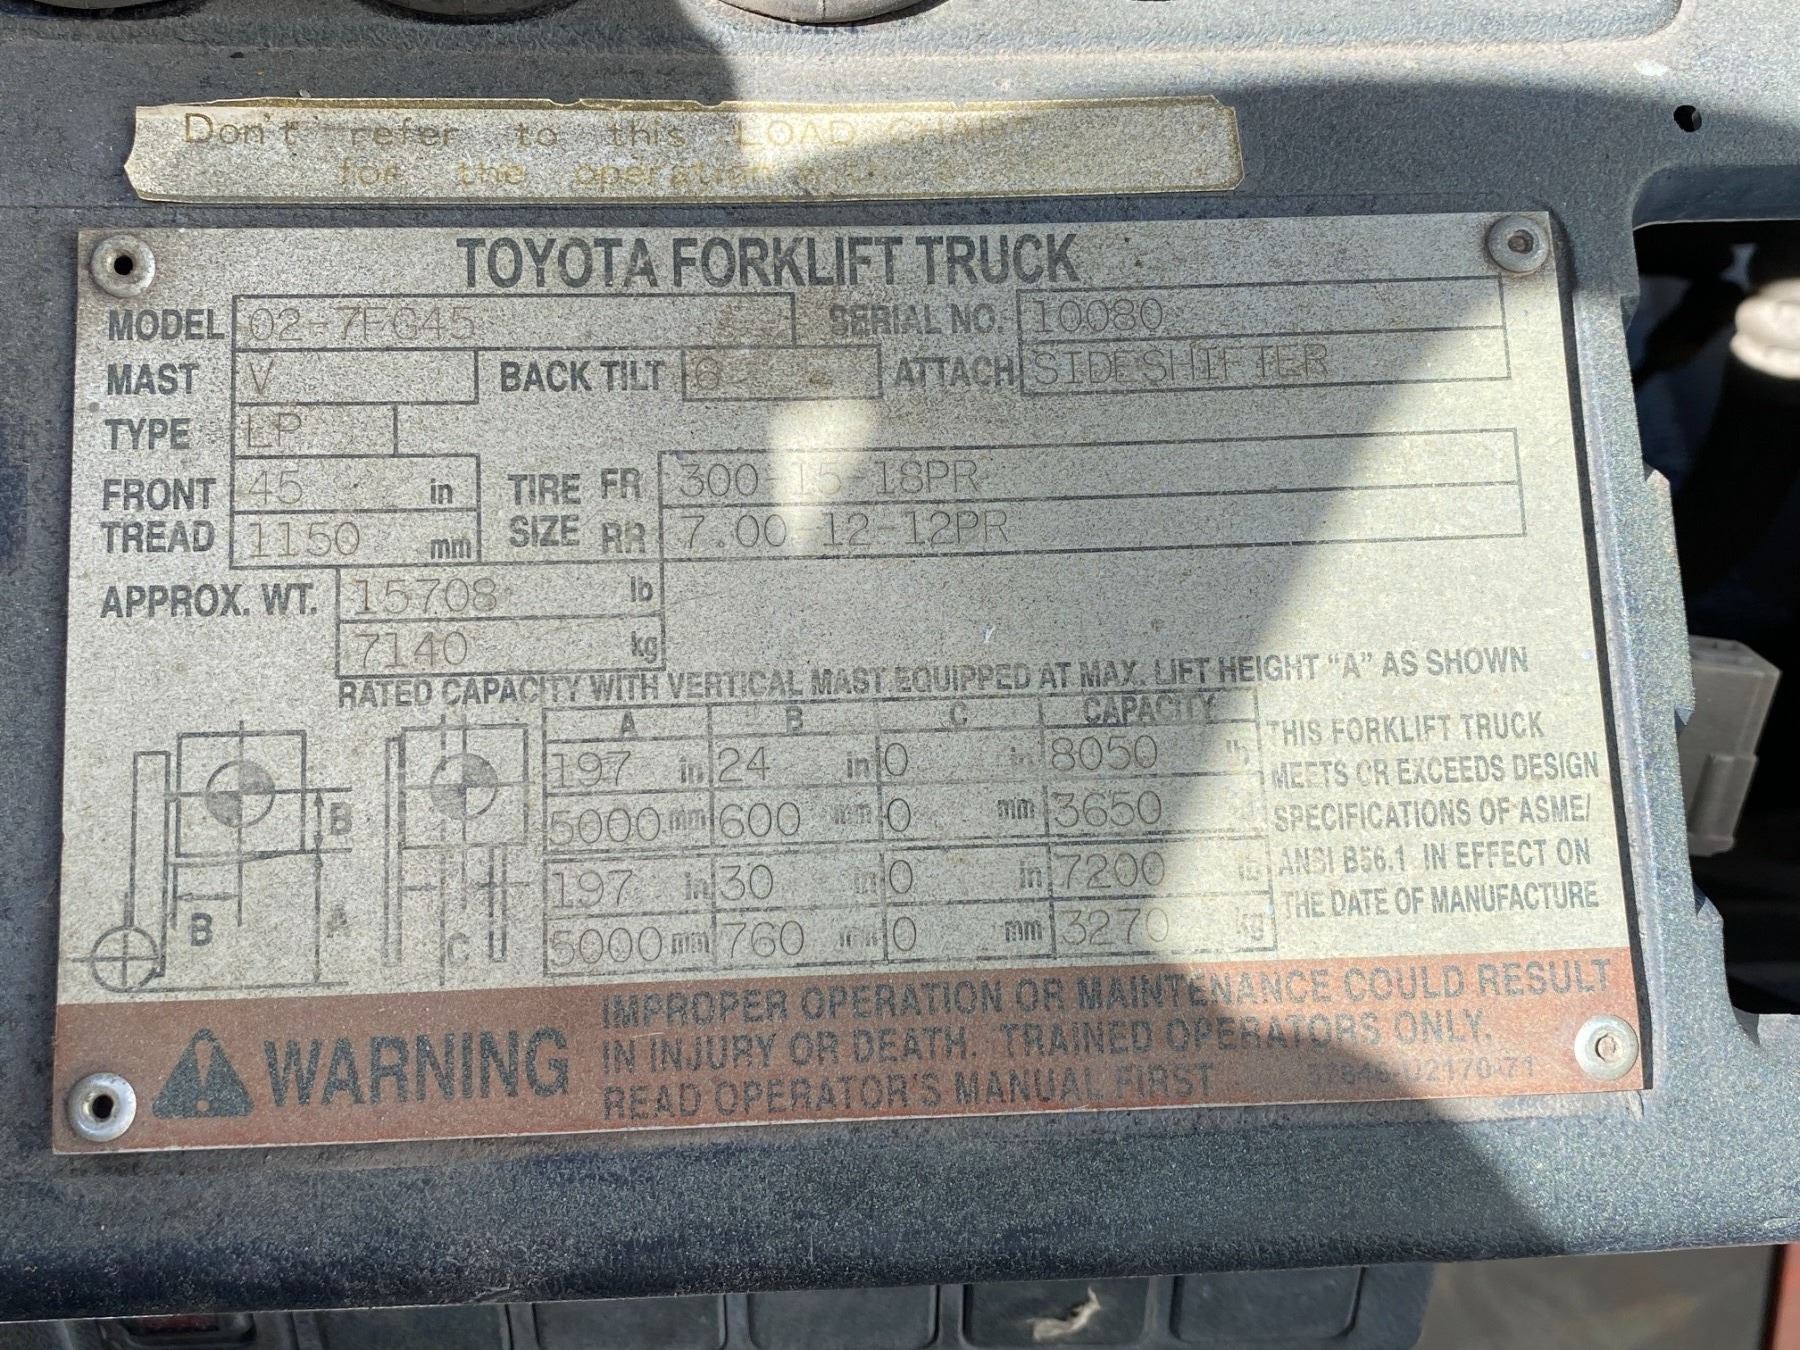 Don't refer to this LOAD CHART
for the operation with
TOYOTA FORKLIFT TRUCK
MODEL 02-7FG45 SERIAL NO. 10080
MAST V BACK TILT 6 ATTACH SIDESHIFTER
TYPE LP
FRONT TREAD 45 in TIRE SIZE FR 300-15-18PR
1150 mm RR 7.00-12-12PR
APPROX. WT. 15708 lb
7140 kg
RATED CAPACITY WITH VERTICAL MAST EQUIPPED AT MAX. LIFT HEIGHT "A" AS SHOWN
A B C CAPACITY
197 in 24 in 0 in 8050 lb
5000 mm 600 mm 0 mm 3650
197 in 30 in 0 in 7200 lb
5000 mm 760 mm 0 mm 3270 kg
B
B
A
C
THIS FORKLIFT TRUCK
MEETS OR EXCEEDS DESIGN
SPECIFICATIONS OF ASME/
ANSI B56.1 IN EFFECT ON
THE DATE OF MANUFACTURE
WARNING
IMPROPER OPERATION OR MAINTENANCE COULD RESULT
IN INJURY OR DEATH. TRAINED OPERATORS ONLY.
READ OPERATOR'S MANUAL FIRST